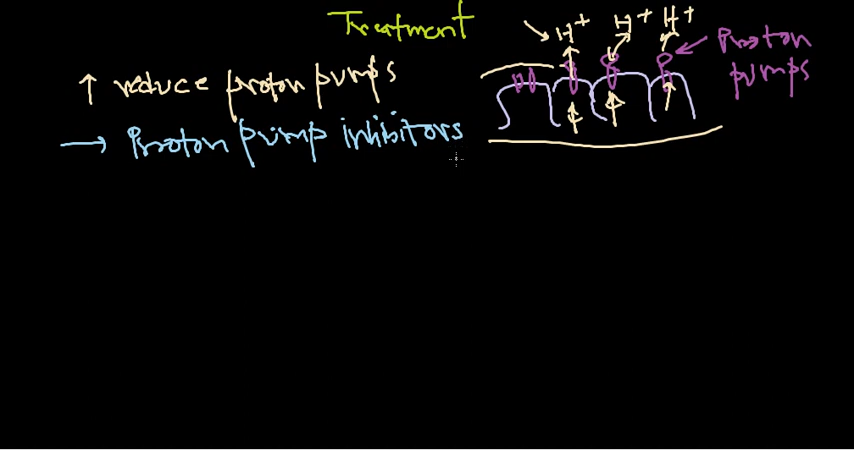 Treatment
H+ H+ H+
Proton
pumps
↑ reduce proton pumps
→ Proton pump inhibitors